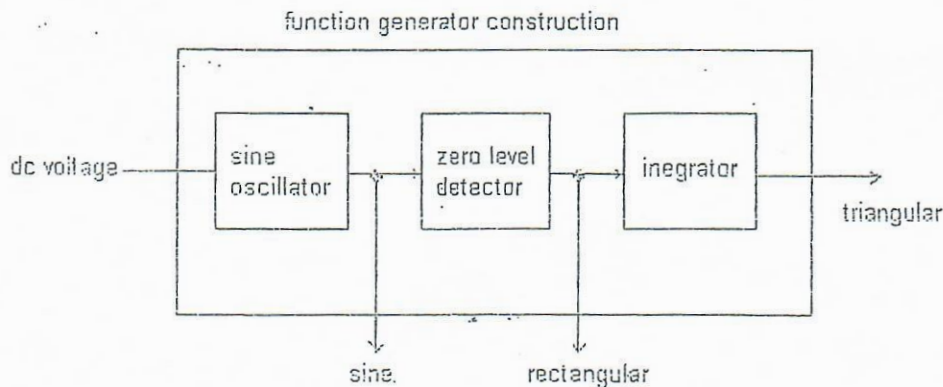 function generator construction
dc voltage
sine
oscillator
zero level
detector
inegrator
triangular
sine.
rectangular